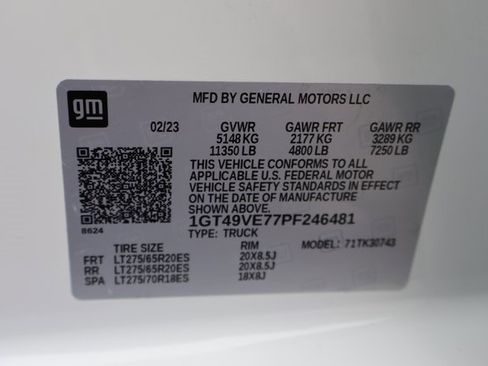 gm
MFD BY GENERAL MOTORS LLC
02/23 GVWR GAWR FRT GAWR RR
5148 KG 2177 KG 3289 KG
11350 LB 4800 LB 7250 LB
THIS VEHICLE CONFORMS TO ALL
APPLICABLE U.S. FEDERAL MOTOR
VEHICLE SAFETY STANDARDS IN EFFECT
ON THE DATE OF MANUFACTURE
SHOWN ABOVE.
1GT49VE77PF246481
8624
TYPE: TRUCK MODEL: 71TK30743
TIRE SIZE RIM
FRT LT275/65R20ES 20X8.5J
RR LT275/65R20ES 20X8.5J
SPA LT275/70R18ES 18X8J